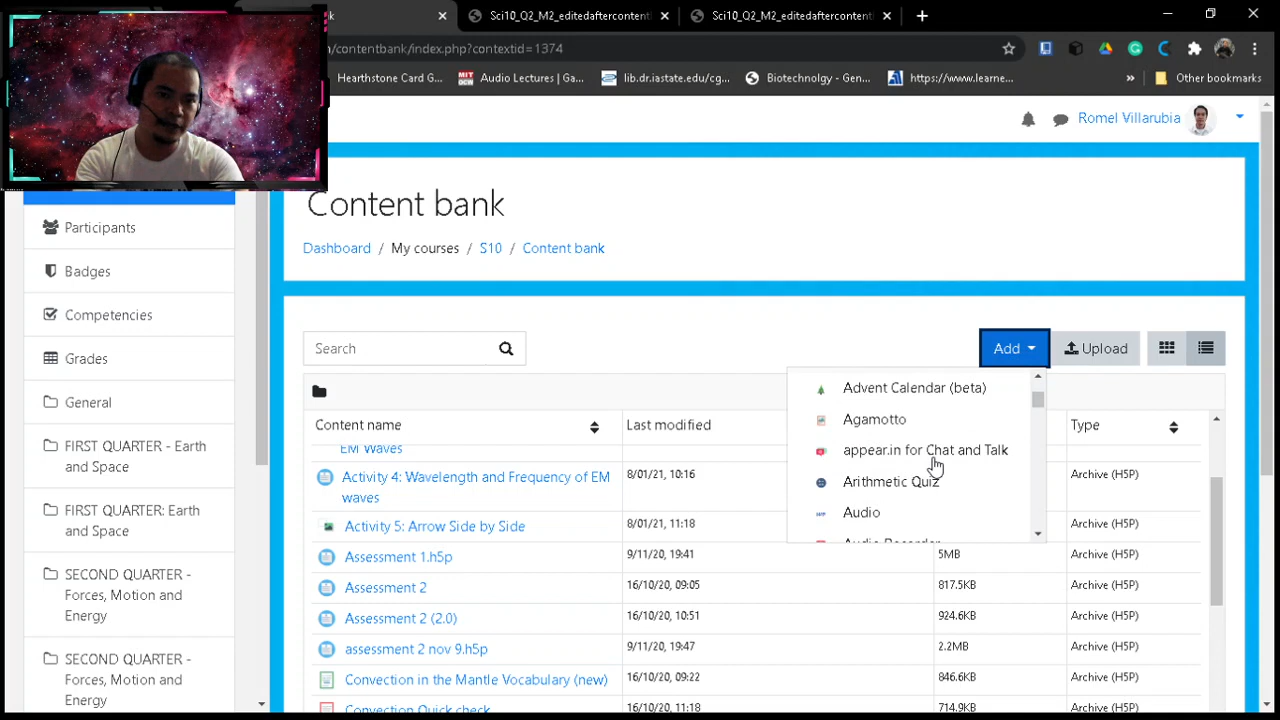 S10_Q2_M2_editedaftercontent
S10_Q2_M2_editedaftercontent
/contentbank/index.php?contextid=1374
Hearthstone Card G...
Audio Lectures | Ga...
lib.dr.iastate.edu/cg...
Biotechnolgy - Gen...
https://www.learne...
Other bookmarks
Romel Villarubia
Content bank
Dashboard / My courses / S10 / Content bank
Participants
Badges
Competencies
Grades
General
FIRST QUARTER - Earth
and Space
FIRST QUARTER: Earth
and Space
SECOND QUARTER -
Forces, Motion and
Energy
SECOND QUARTER -
Forces, Motion and
Energy
Search
Add
Upload
Advent Calendar (beta)
Agamotto
appear.in for Chat and Talk
Arithmetic Quiz
Audio
Audio Recorder
Content name
Last modified
Type
EM Waves
Activity 4: Wavelength and Frequency of EM
waves
8/01/21, 10:16
Archive (H5P)
Activity 5: Arrow Side by Side
8/01/21, 11:18
Archive (H5P)
Assessment 1.h5p
9/11/20, 19:41
5MB
Archive (H5P)
Assessment 2
16/10/20, 09:05
817.5KB
Archive (H5P)
Assessment 2 (2.0)
16/10/20, 10:51
924.6KB
Archive (H5P)
assessment 2 nov 9.h5p
9/11/20, 19:47
2.2MB
Archive (H5P)
Convection in the Mantle Vocabulary (new)
16/10/20, 09:22
846.6KB
Archive (H5P)
Convection Quick check
16/10/20, 11:18
714.9KB
Archive (H5P)